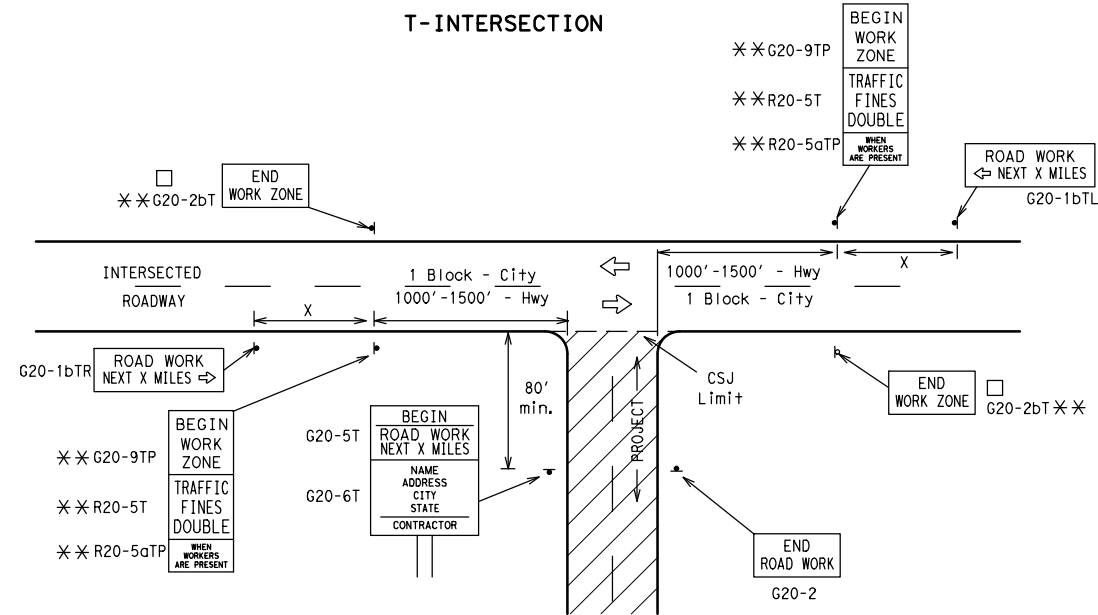 T-INTERSECTION
BEGIN
WORK
ZONE
✳✳G20-9TP
TRAFFIC
FINES
DOUBLE
✳✳R20-5T
WHEN
WORKERS
ARE PRESENT
✳✳R20-5aTP
ROAD WORK
⇦ NEXT X MILES
G20-1bTL
END
WORK ZONE
□
✳✳G20-2bT
INTERSECTED
ROADWAY
1 Block - City
1000'-1500' - Hwy
X
1000'-1500' - Hwy
1 Block - City
X
G20-1bTR
ROAD WORK
NEXT X MILES ⇨
80'
min.
CSJ
Limit
PROJECT
END
WORK ZONE
□
G20-2bT ✳✳
BEGIN
WORK
ZONE
✳✳ G20-9TP
TRAFFIC
FINES
DOUBLE
✳✳ R20-5T
WHEN
WORKERS
ARE PRESENT
✳✳ R20-5aTP
G20-5T
BEGIN
ROAD WORK
NEXT X MILES
G20-6T
NAME
ADDRESS
CITY
STATE
CONTRACTOR
END
ROAD WORK
G20-2